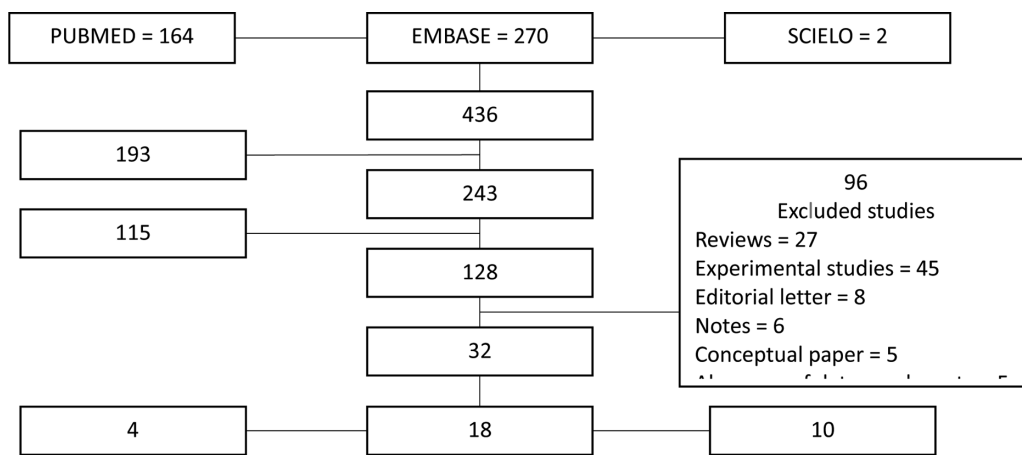 PUBMED = 164
EMBASE = 270
SCIELO = 2
436
193
243
115
128
96
Excluded studies
Reviews = 27
Experimental studies = 45
Editorial letter = 8
Notes = 6
Conceptual paper = 5
32
4
18
10